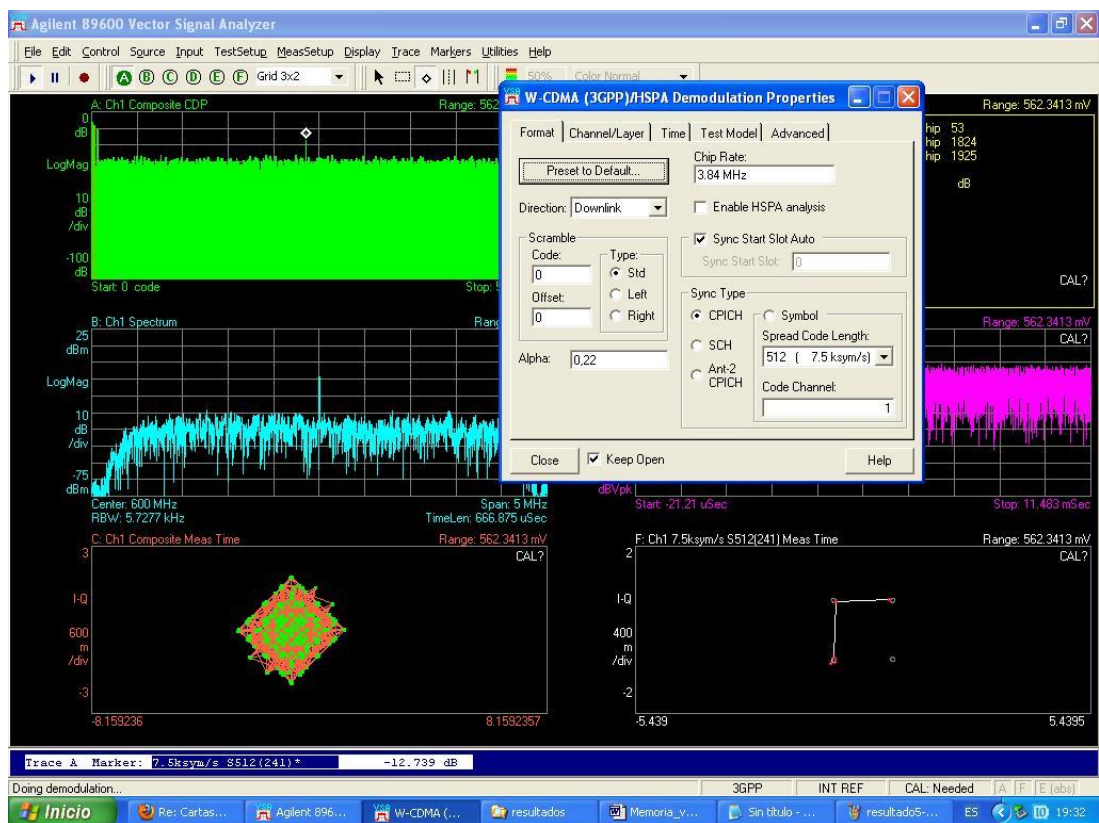 Agilent 89600 Vector Signal Analyzer
File Edit Control Source Input TestSetup MeasSetup Display Trace Markers Utilities Help
A B C D E F Grid 3x2 50% Color Normal
A: Ch1 Composite CDP Range: 562
0
dB
LogMag
10
dB
/div
-100
dB
Start: 0 code Stop: 5
W-CDMA (3GPP)/HSPA Demodulation Properties
Format Channel/Layer Time Test Model Advanced
Preset to Default...
Chip Rate:
3.84 MHz
Direction: Downlink
Enable HSPA analysis
Scramble
Code:
0
Offset:
0
Type:
Std
Left
Right
Alpha: 0,22
Sync Start Slot Auto
Sync Start Slot: 0
Sync Type
CPICH
SCH
Ant-2
CPICH
Symbol
Spread Code Length:
512 ( 7.5 ksym/s)
Code Channel:
1
Close Keep Open Help
Range: 562.3413 mV
hip 53
hip 1824
hip 1925
dB
CAL?
B: Ch1 Spectrum Rang
25
dBm
LogMag
10
dB
/div
-75
dBm
Center: 600 MHz Span: 5 MHz
RBW: 5.7277 kHz TimeLen: 666.875 uSec
Range: 562.3413 mV
CAL?
dBVpk
Start: -21.21 uSec Stop: 11.483 mSec
C: Ch1 Composite Meas Time Range: 562.3413 mV
CAL?
3
I-Q
600
m
/div
-3
-8.159236 8.1592357
F: Ch1 7.5ksym/s S512(241) Meas Time Range: 562.3413 mV
CAL?
2
I-Q
400
m
/div
-2
-5.439 5.4395
Trace A Marker: 7.5ksym/s S512(241)* -12.739 dB
Doing demodulation... 3GPP INT REF CAL: Needed A F E (abs)
Inicio Re: Cartas... Agilent 896... W-CDMA (... resultados Memoria_v... Sin título - ... resultado5-... ES 19:32